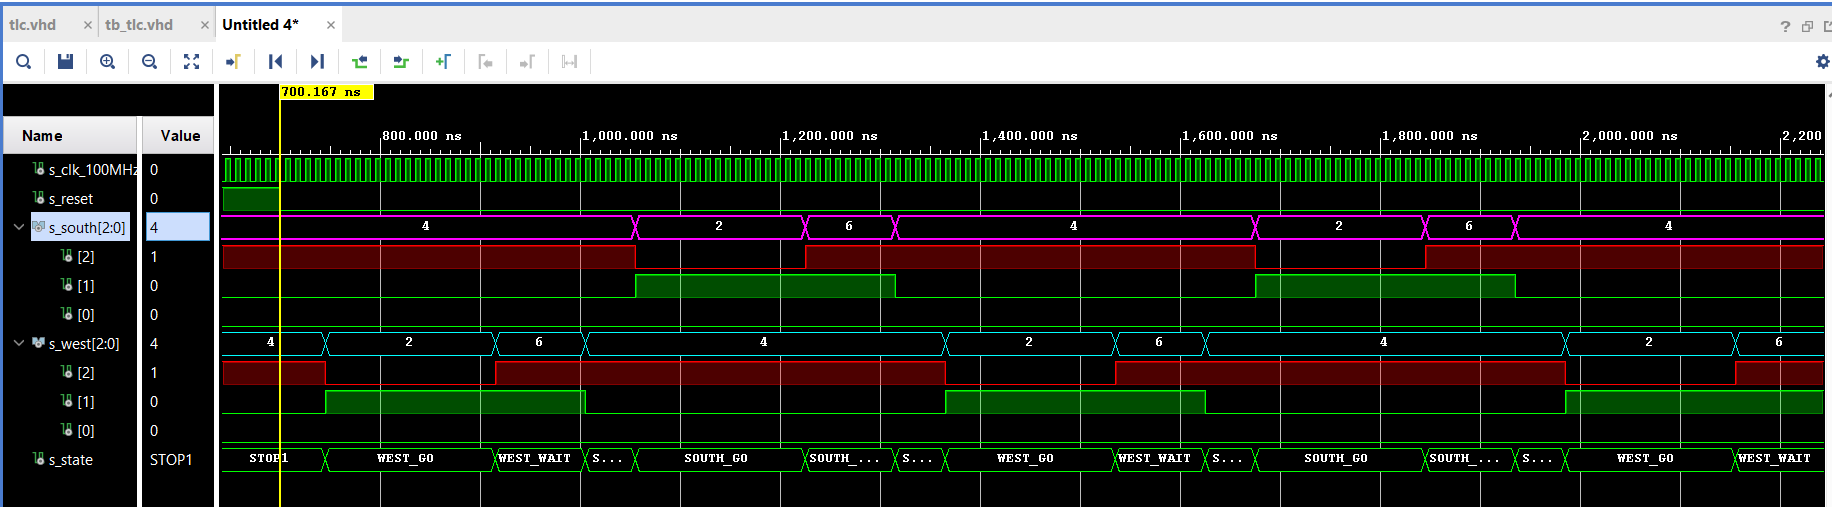 tlc.vhd × tb_tlc.vhd × Untitled 4* ×
?
700.167 ns
Name Value 800.000 ns 1,000.000 ns 1,200.000 ns 1,400.000 ns 1,600.000 ns 1,800.000 ns 2,000.000 ns 2,200
s_clk_100MHz 0
s_reset 0
s_south[2:0] 4 4 2 6 4 2 6 4
[2] 1
[1] 0
[0] 0
s_west[2:0] 4 4 2 6 4 2 6 4 2 6
[2] 1
[1] 0
[0] 0
s_state STOP1 STOP1 WEST_GO WEST_WAIT S... SOUTH_GO SOUTH_... S... WEST_GO WEST_WAIT S... SOUTH_GO SOUTH_... S... WEST_GO WEST_WAIT